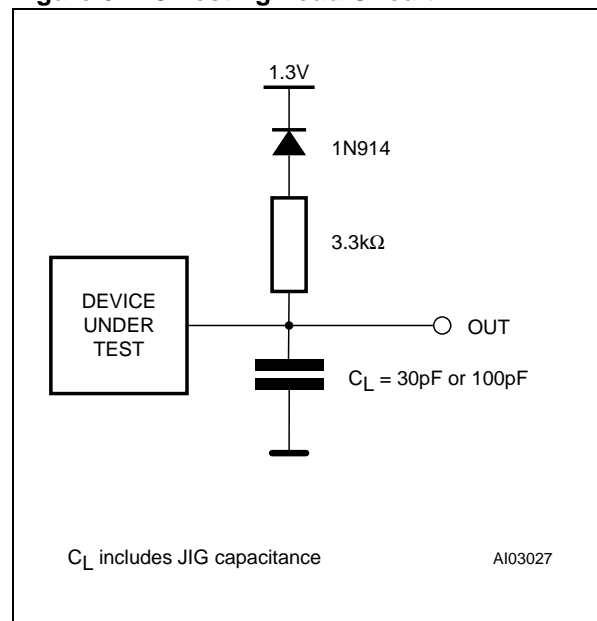 1.3V
1N914
3.3kΩ
DEVICE
UNDER
TEST
OUT
CL = 30pF or 100pF
CL includes JIG capacitance
AI03027